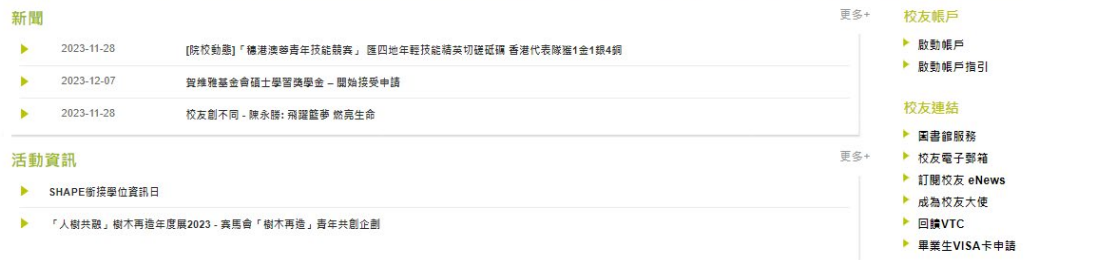 新聞
更多+
2023-11-28 [院校動態]「穗港澳蓉青年技能競賽」 匯四地年輕技能精英切磋砥礪 香港代表隊獲1金1銀4銅
2023-12-07 賀維雅基金會碩士學習獎學金 – 開始接受申請
2023-11-28 校友創不同 - 陳永勝: 飛躍籃夢 燃亮生命
活動資訊
更多+
SHAPE銜接學位資訊日
「人樹共融」樹木再造年度展2023 - 賽馬會「樹木再造」青年共創企劃
校友帳戶
啟動帳戶
啟動帳戶指引
校友連結
圖書館服務
校友電子郵箱
訂閱校友 eNews
成為校友大使
回饋VTC
畢業生VISA卡申請